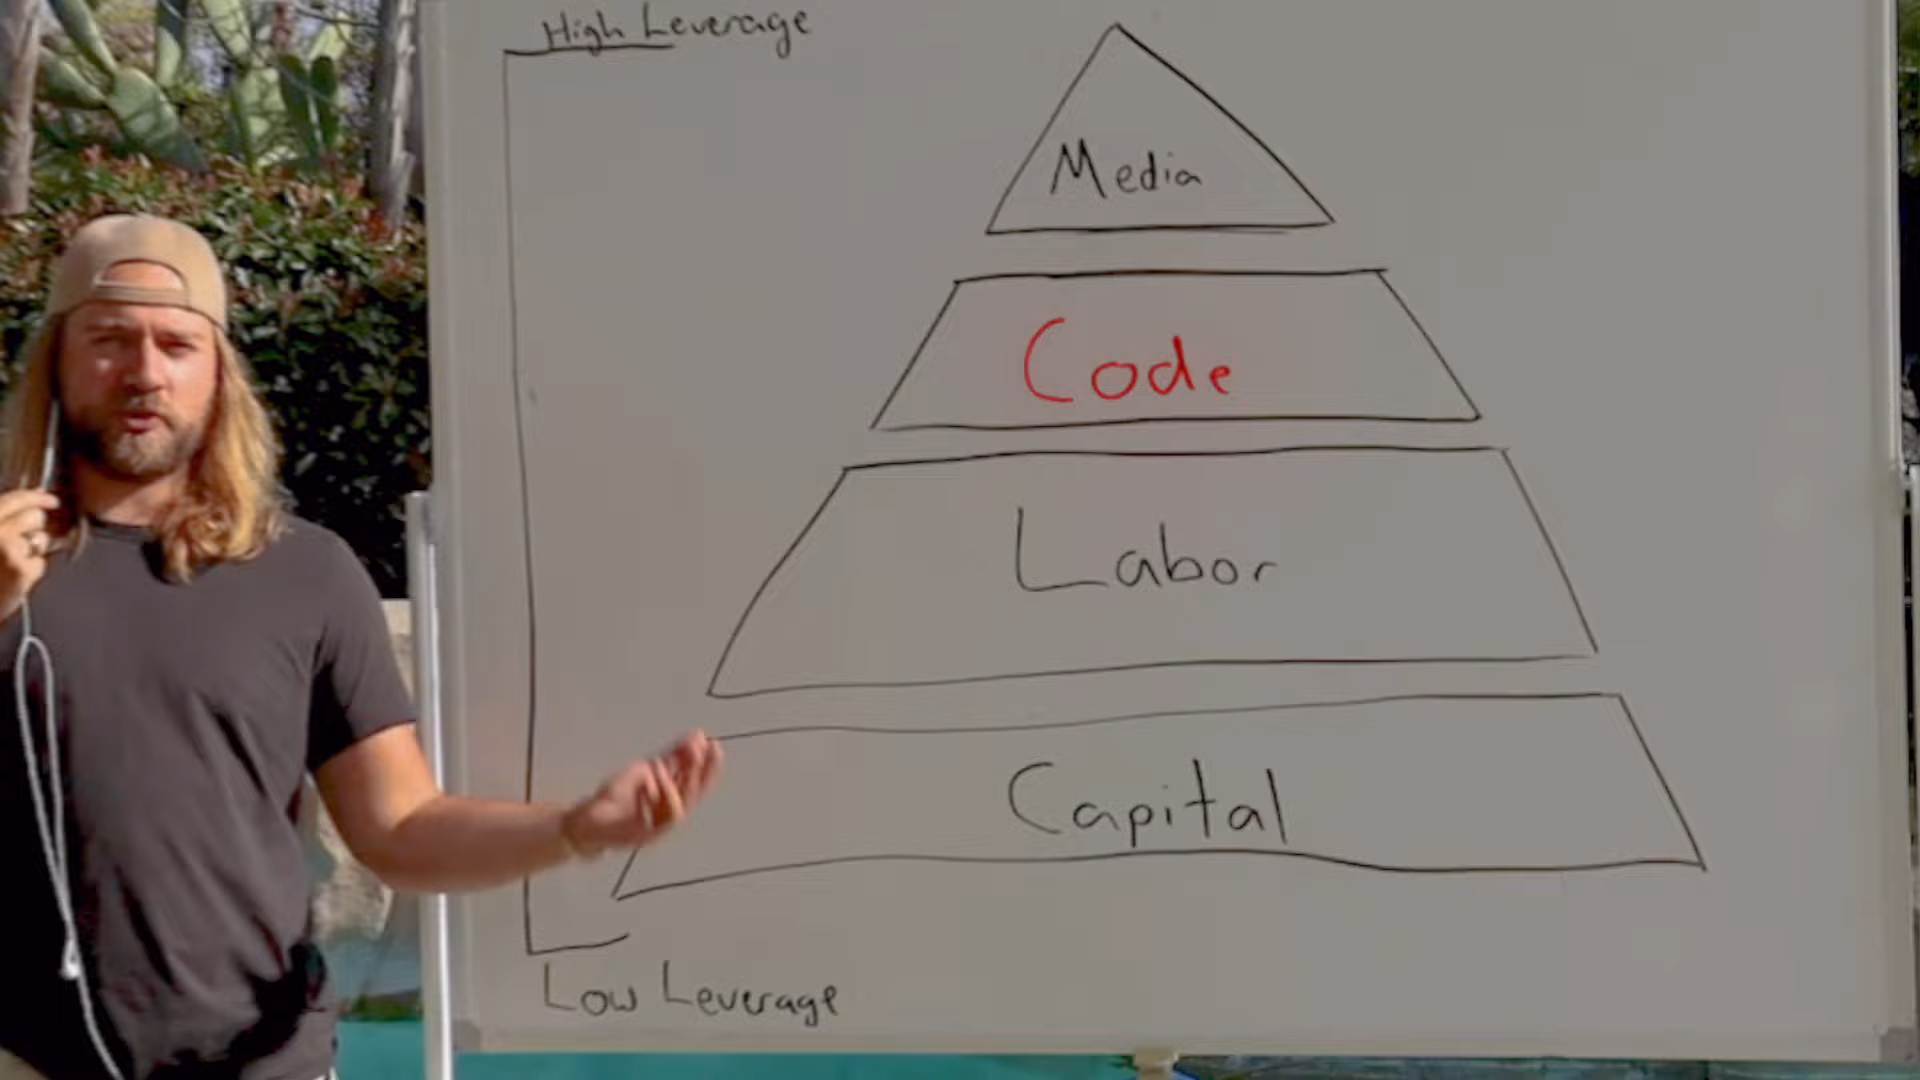 High Leverage
Media
Code
Labor
Capital
Low Leverage